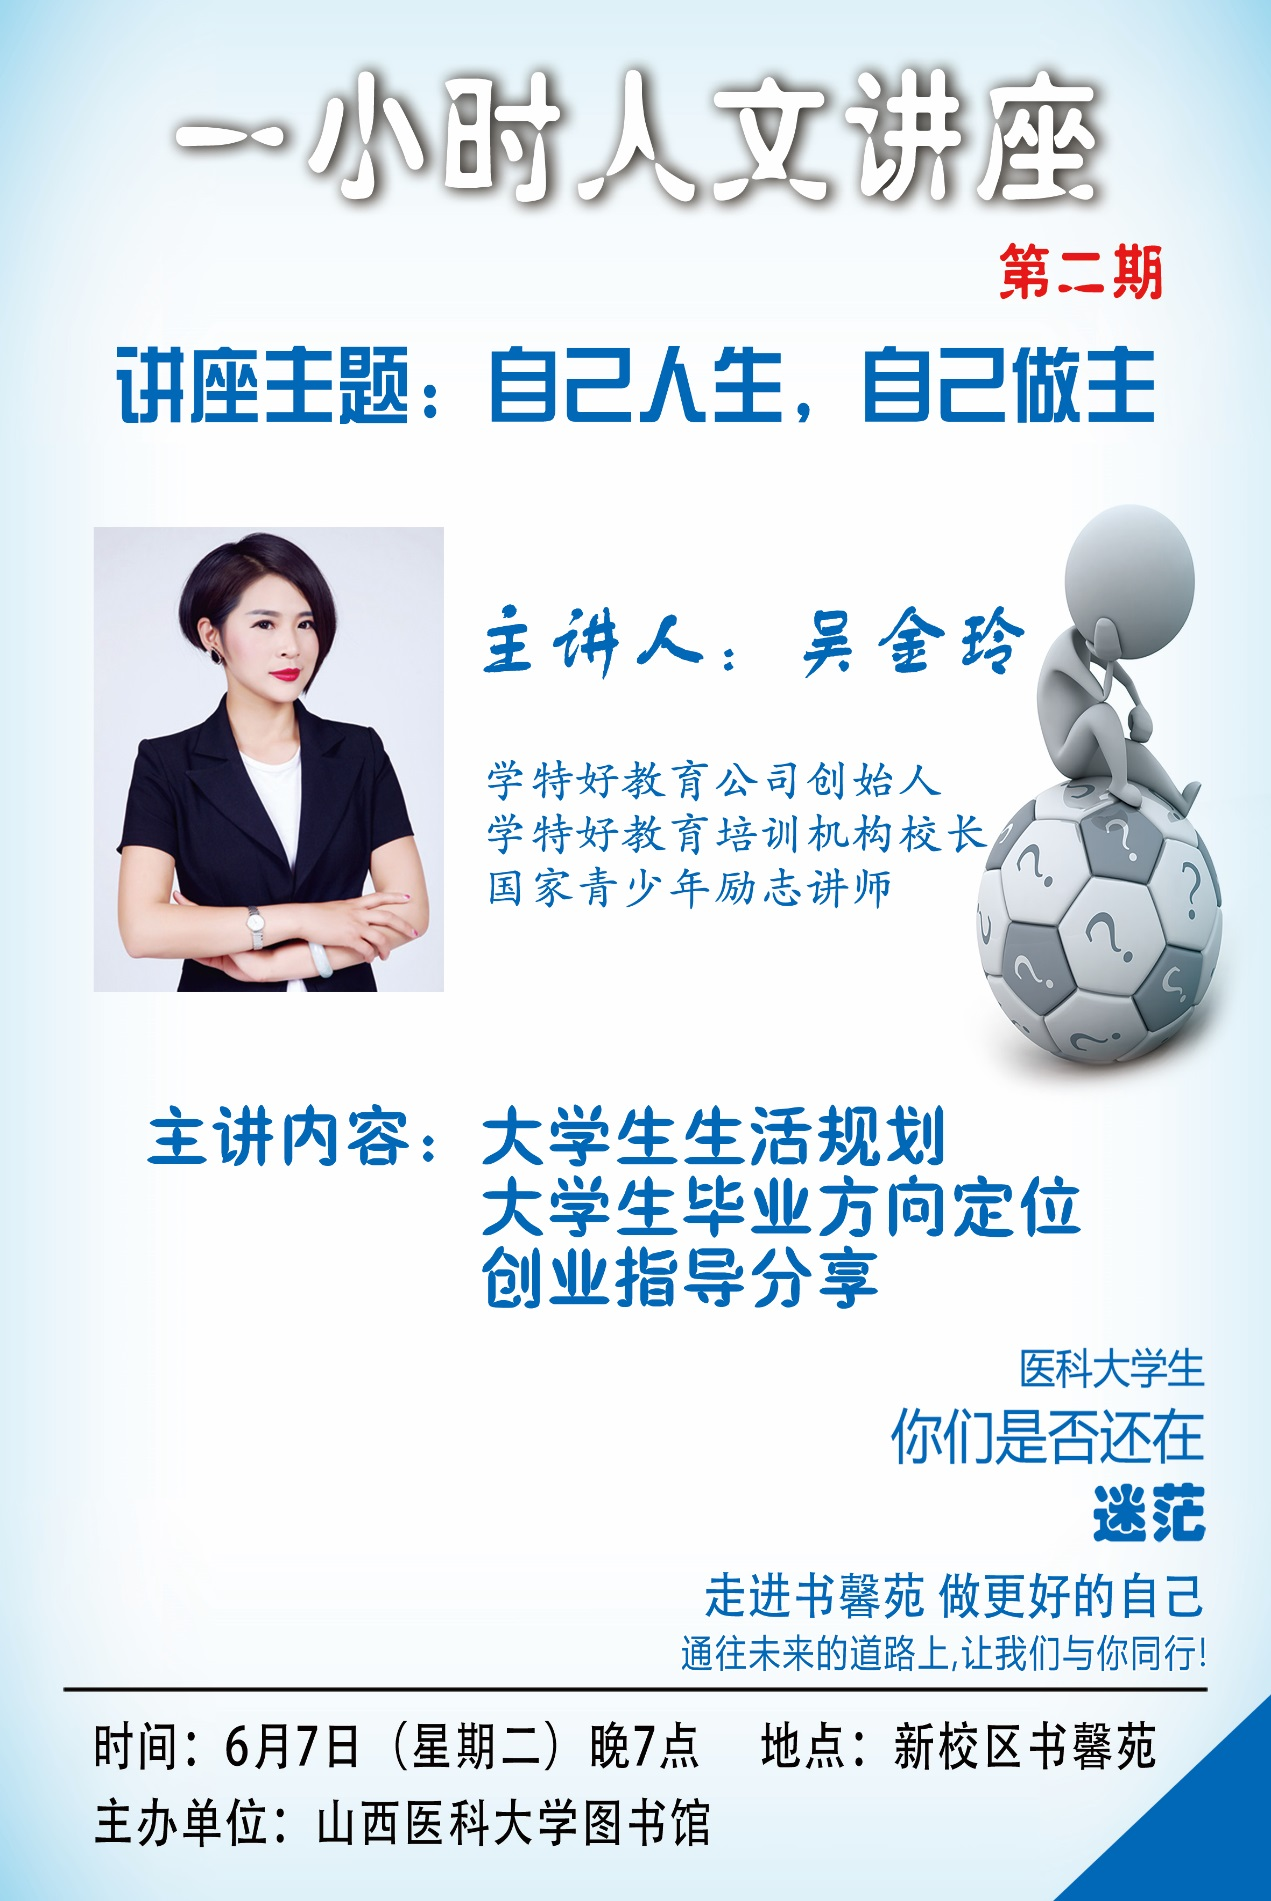 一小时人文讲座
第二期
讲座主题：自己人生，自己做主
主讲人：吴金玲
学特好教育公司创始人
学特好教育培训机构校长
国家青少年励志讲师
主讲内容：大学生生活规划
大学生毕业方向定位
创业指导分享
医科大学生
你们是否还在
迷茫
走进书馨苑 做更好的自己
通往未来的道路上,让我们与你同行!
时间：6月7日（星期二）晚7点 地点：新校区书馨苑
主办单位：山西医科大学图书馆